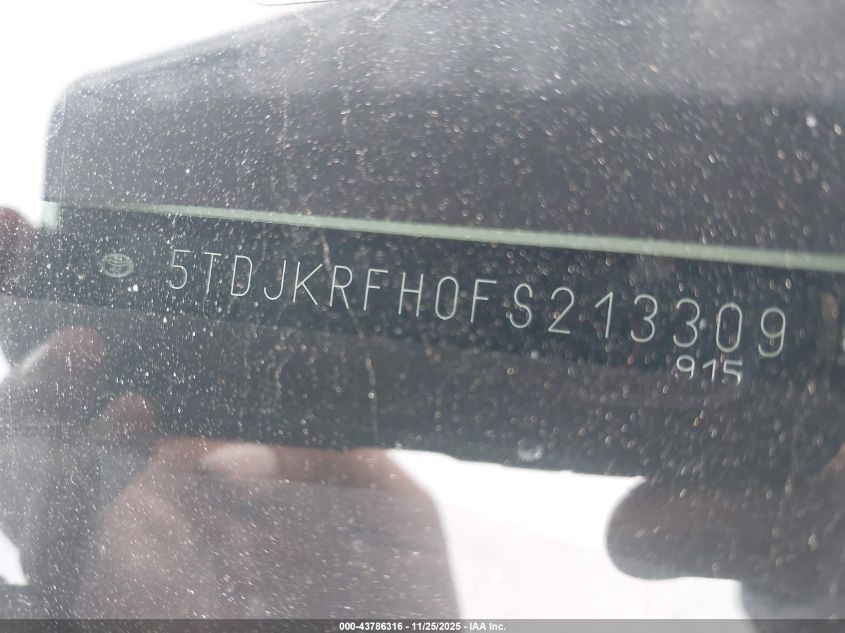 5TDJKRFH0FS213309
915
000-43786316 - 11/25/2025 - IAA Inc.